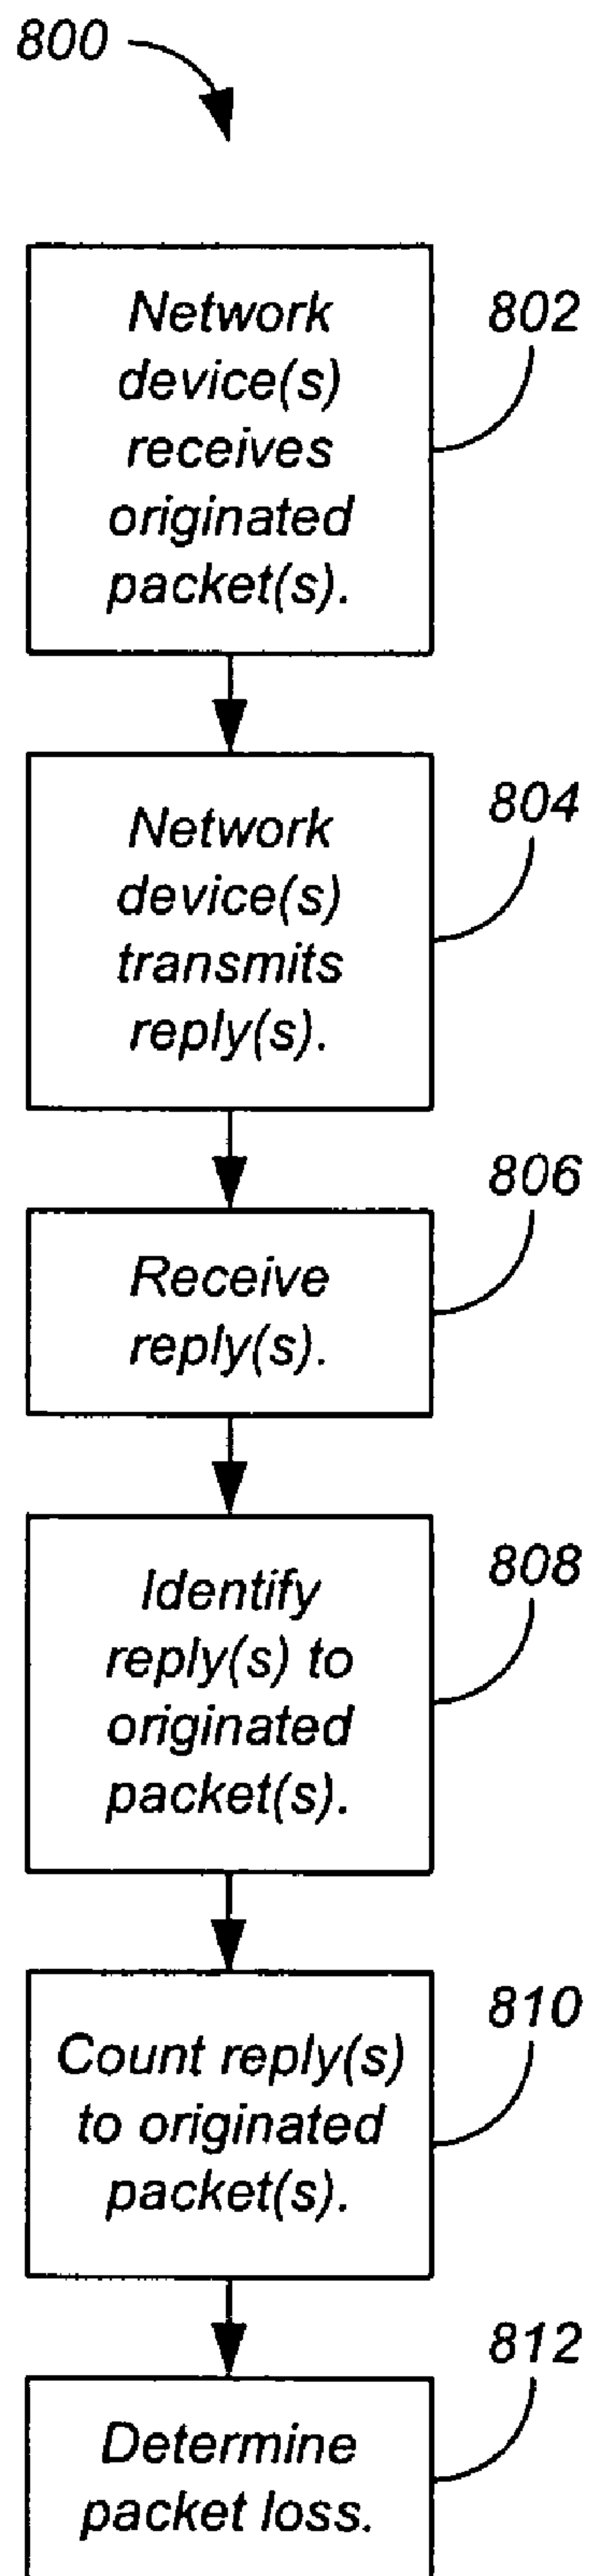 800
Network
device(s)
receives
originated
packet(s).
802
Network
device(s)
transmits
reply(s).
804
Receive
reply(s).
806
Identify
reply(s) to
originated
packet(s).
808
Count reply(s)
to originated
packet(s).
810
Determine
packet loss.
812